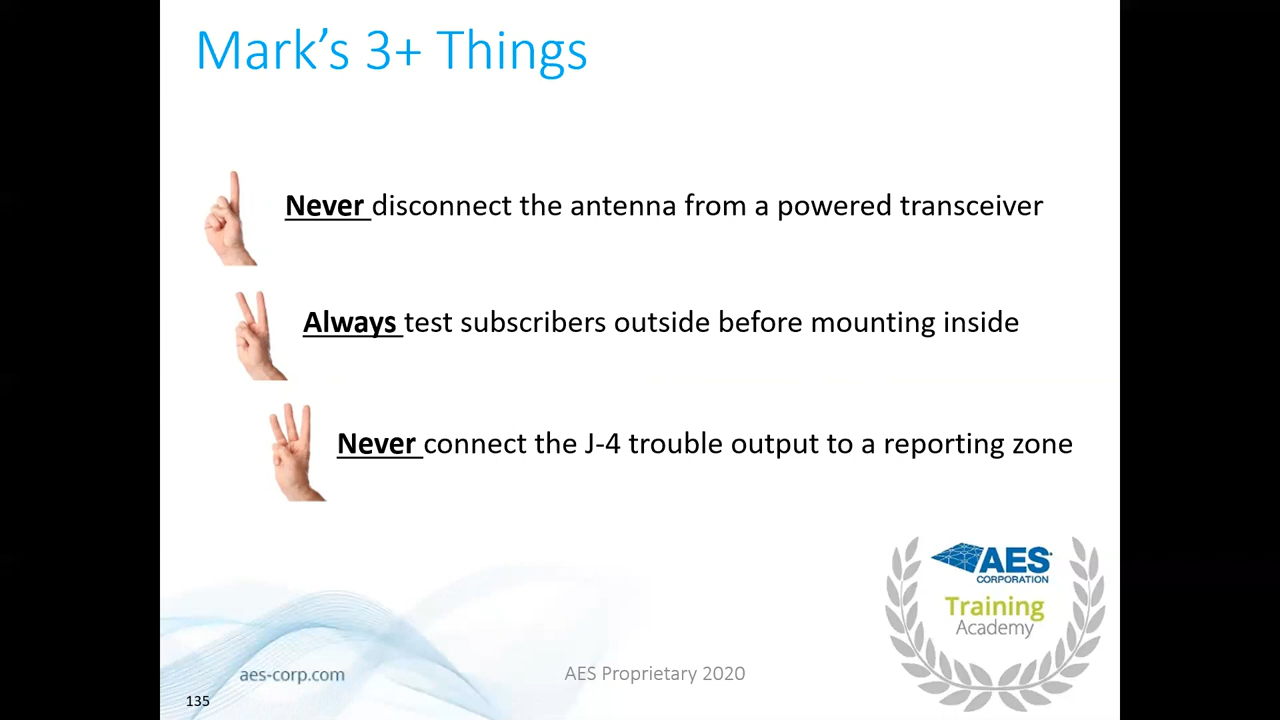 Mark’s 3+ Things
Never disconnect the antenna from a powered transceiver
Always test subscribers outside before mounting inside
Never connect the J-4 trouble output to a reporting zone
AES
CORPORATION
Training
Academy
aes-corp.com
AES Proprietary 2020
135